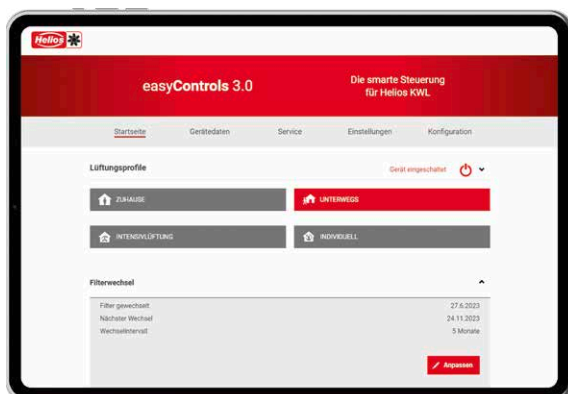 Helios
easyControls 3.0
Die smarte Steuerung
für Helios KWL
Startseite Gerätedaten Service Einstellungen Konfiguration
Lüftungsprofile Gerät eingeschaltet
ZUHAUSE UNTERWEGS
INTENSIVLÜFTUNG INDIVIDUELL
Filterwechsel
Filter gewechselt: 27.6.2023
Nächster Wechsel 24.11.2023
Wechselintervall: 5 Monate
Anpassen